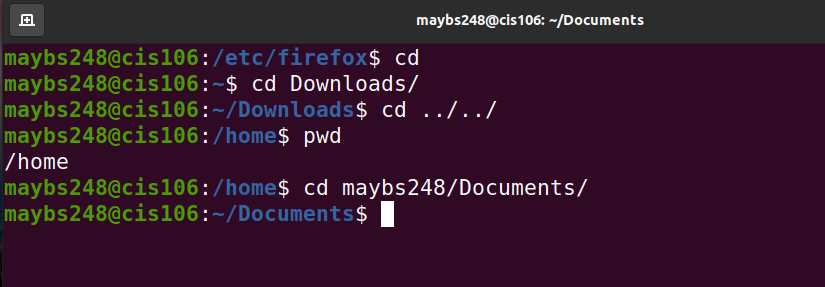 maybs248@cis106: ~/Documents
maybs248@cis106:/etc/firefox$ cd
maybs248@cis106:~$ cd Downloads/
maybs248@cis106:~/Downloads$ cd ../../
maybs248@cis106:/home$ pwd
/home
maybs248@cis106:/home$ cd maybs248/Documents/
maybs248@cis106:~/Documents$